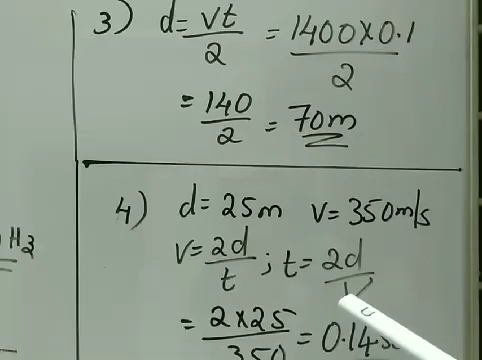 3) d = vt/2 = 1400×0.1/2
= 140/2 = 70m
4) d = 25m v = 350m/s
H₃
v = 2d/t ; t = 2d/V
= 2×25/350 = 0.14